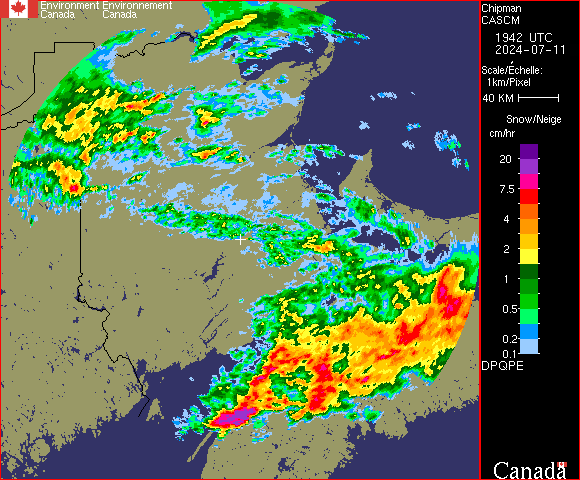 Environment Environnement
Canada Canada
Chipman
CASCM
1942 UTC
2024-07-11
Scale/Échelle:
1km/Pixel
40 KM
Snow/Neige
cm/hr
20
7.5
4
2
1
0.5
0.2
0.1
DPQPE
Canada